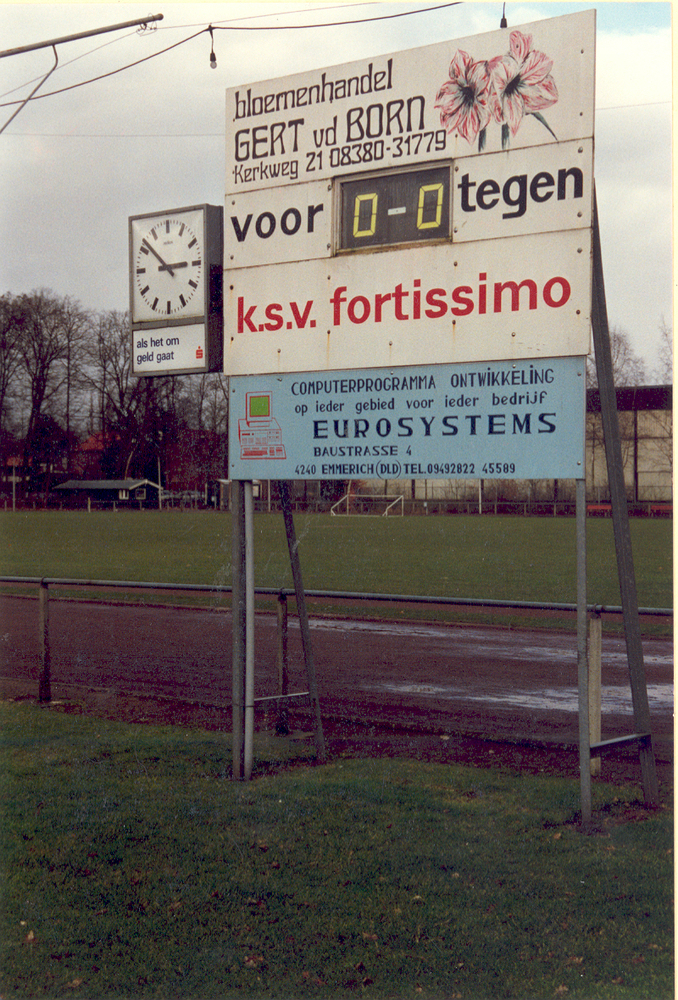 bloemenhandel
GERT vd BORN
Kerkweg 21 08380-31779
voor 0-0 tegen
k.s.v. fortissimo
als het om
geld gaat
COMPUTERPROGRAMMA ONTWIKKELING
op ieder gebied voor ieder bedrijf
EUROSYSTEMS
BAUSTRASSE 4
4240 EMMERICH (DLD) TEL. 09492822 45589